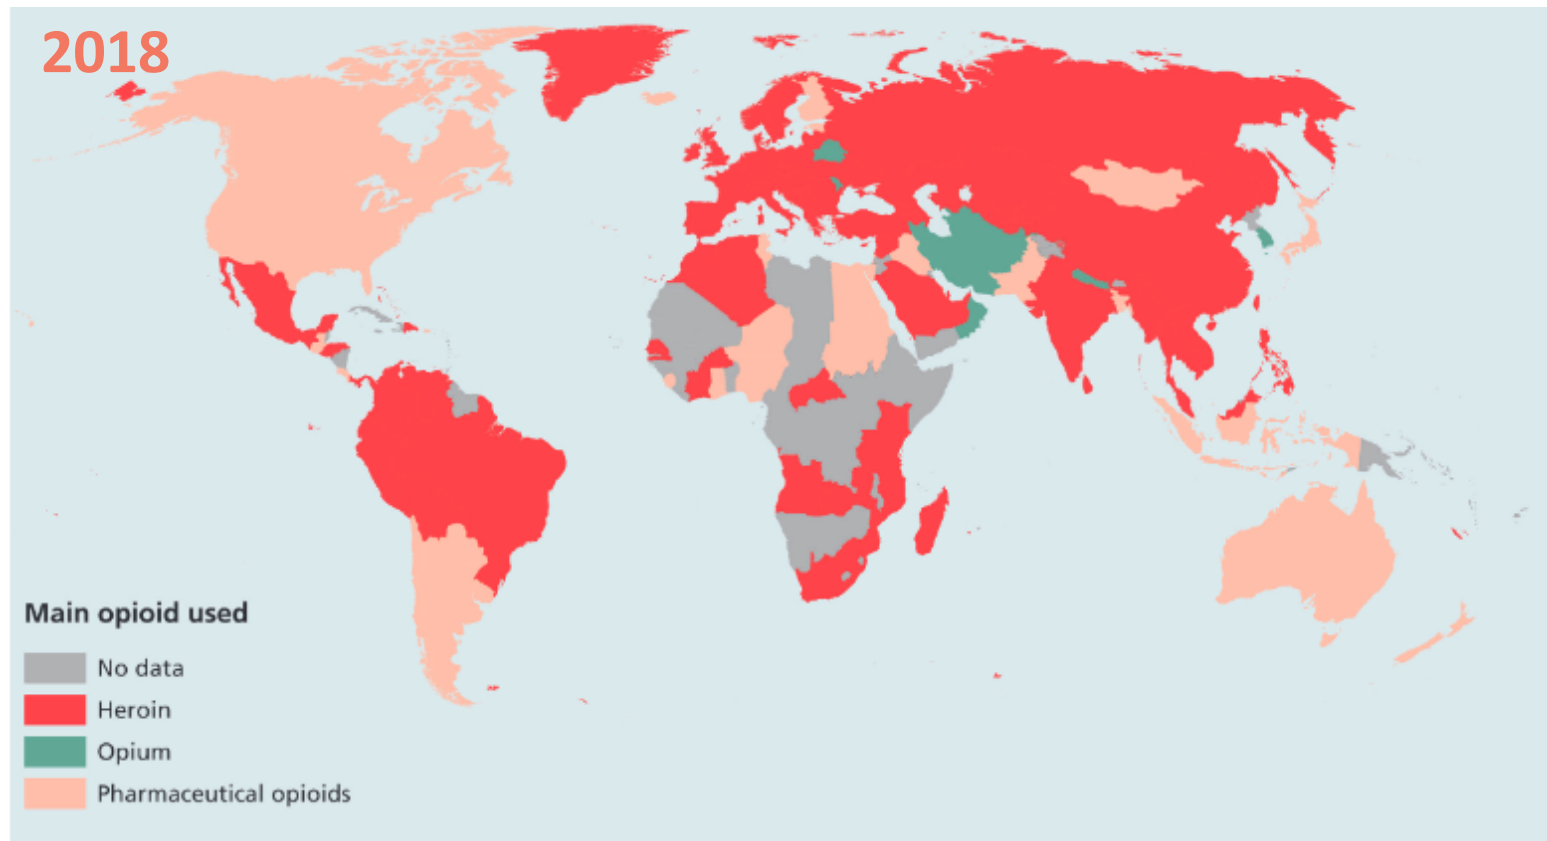 2018
Main opioid used
No data
Heroin
Opium
Pharmaceutical opioids